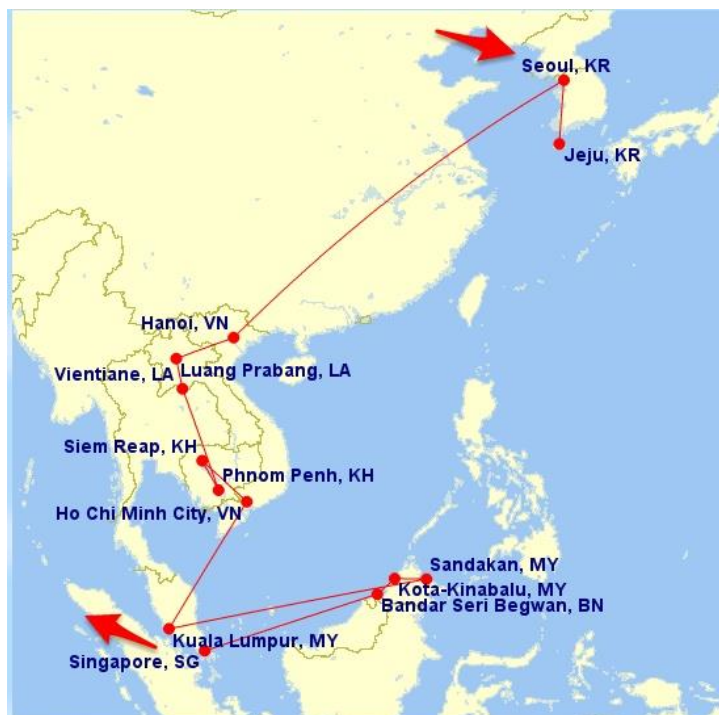 Seoul, KR
Jeju, KR
Hanoi, VN
Luang Prabang, LA
Vientiane, LA
Siem Reap, KH
Phnom Penh, KH
Ho Chi Minh City, VN
Sandakan, MY
Kota-Kinabalu, MY
Bandar Seri Begwan, BN
Kuala Lumpur, MY
Singapore, SG